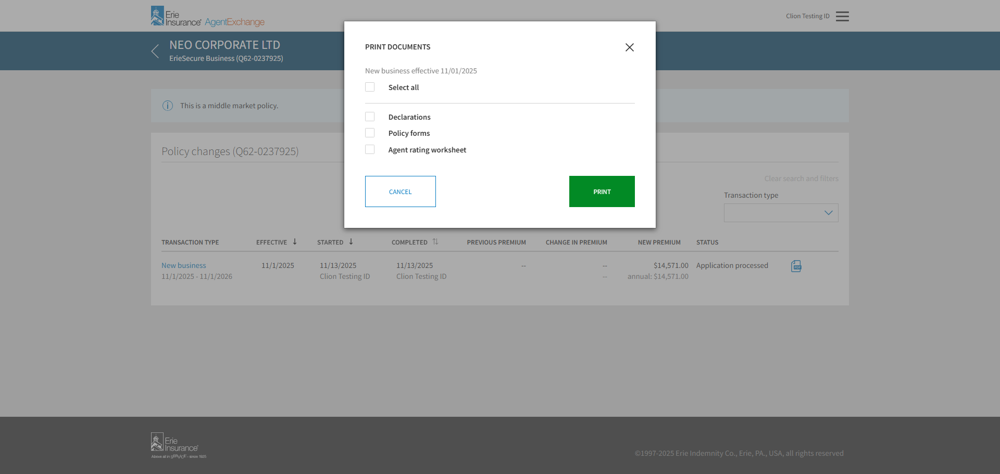 Erie
Insurance® AgentExchange
Clion Testing ID
NEO CORPORATE LTD
ErieSecure Business (Q62-0237925)
PRINT DOCUMENTS
New business effective 11/01/2025
Select all
This is a middle market policy.
Declarations
Policy forms
Agent rating worksheet
Policy changes (Q62-0237925)
Clear search and filters
CANCEL
PRINT
Transaction type
TRANSACTION TYPE EFFECTIVE STARTED COMPLETED PREVIOUS PREMIUM CHANGE IN PREMIUM NEW PREMIUM STATUS
New business 11/1/2025 11/13/2025 11/13/2025 -- -- $14,571.00 Application processed PDF
11/1/2025 - 11/1/2026 Clion Testing ID Clion Testing ID -- annual: $14,571.00
Erie
Insurance®
Above all in SERVICE® - since 1925
©1997-2025 Erie Indemnity Co., Erie, PA., USA, all rights reserved